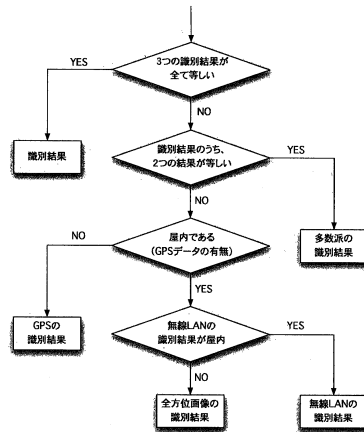 3つの識別結果が
全て等しい
YES
NO
識別結果
識別結果のうち、
2つの結果が等しい
YES
NO
多数派の
識別結果
屋内である
(GPSデータの有無)
NO
YES
GPSの
識別結果
無線LANの
識別結果が屋内
YES
NO
全方位画像の
識別結果
無線LANの
識別結果